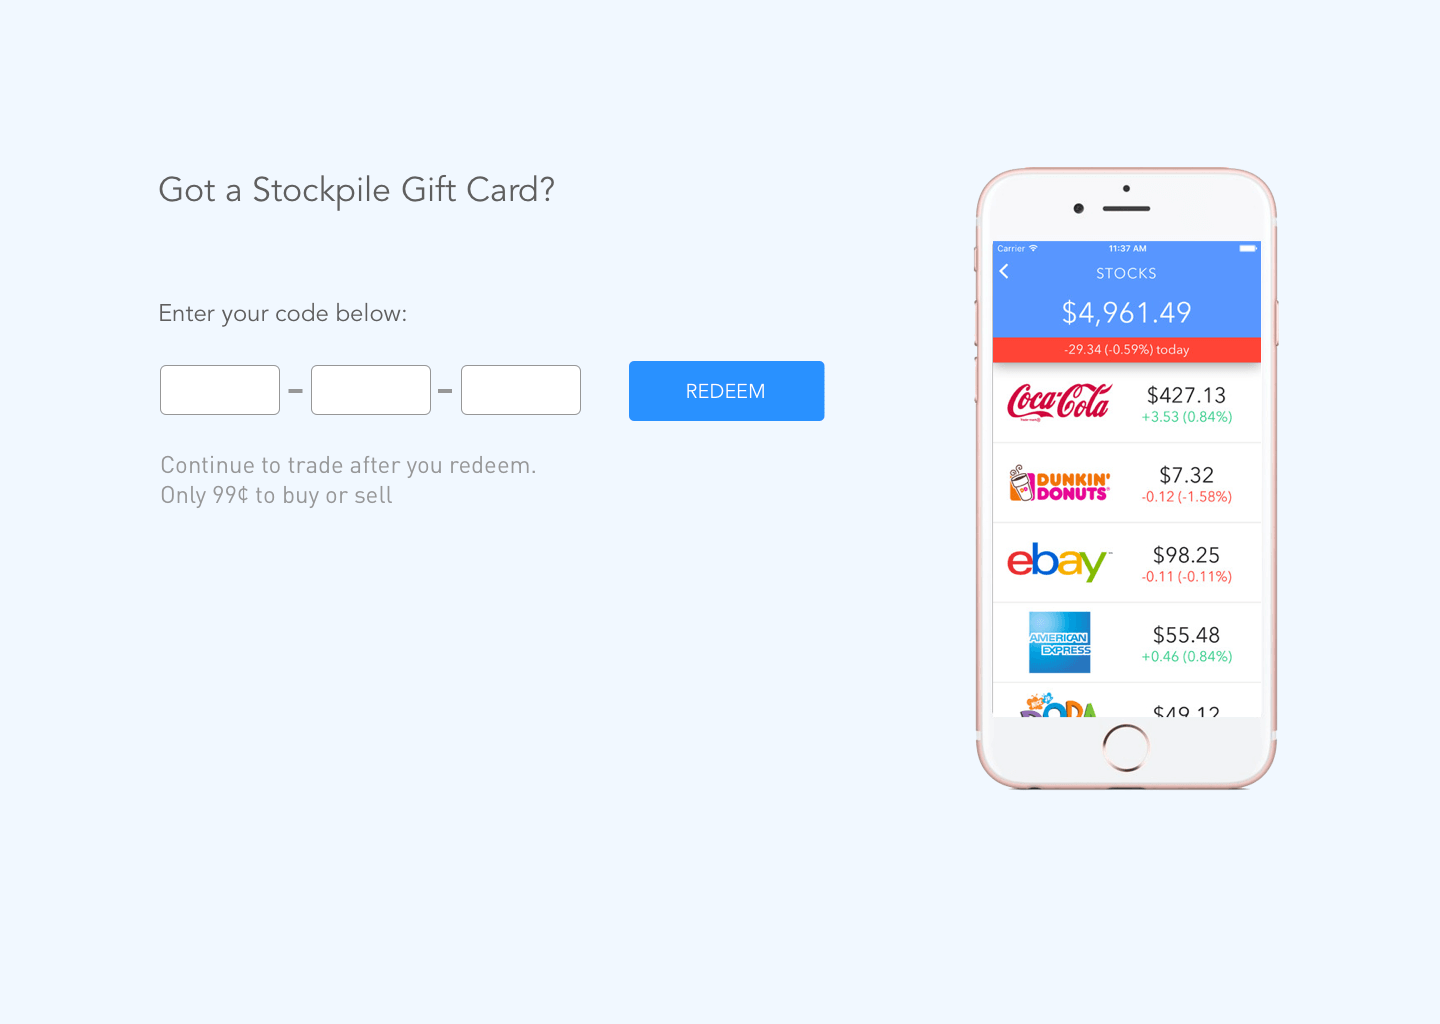 Got a Stockpile Gift Card?
Enter your code below:
REDEEM
Continue to trade after you redeem.
Only 99¢ to buy or sell
Carrier 11:37 AM
STOCKS
$4,961.49
-29.34 (-0.59%) today
Coca-Cola
$427.13
+3.53 (0.84%)
DUNKIN'
DONUTS
$7.32
-0.12 (-1.58%)
ebay™
$98.25
-0.11 (-0.11%)
AMERICAN
EXPRESS
$55.48
+0.46 (0.84%)
$49.12